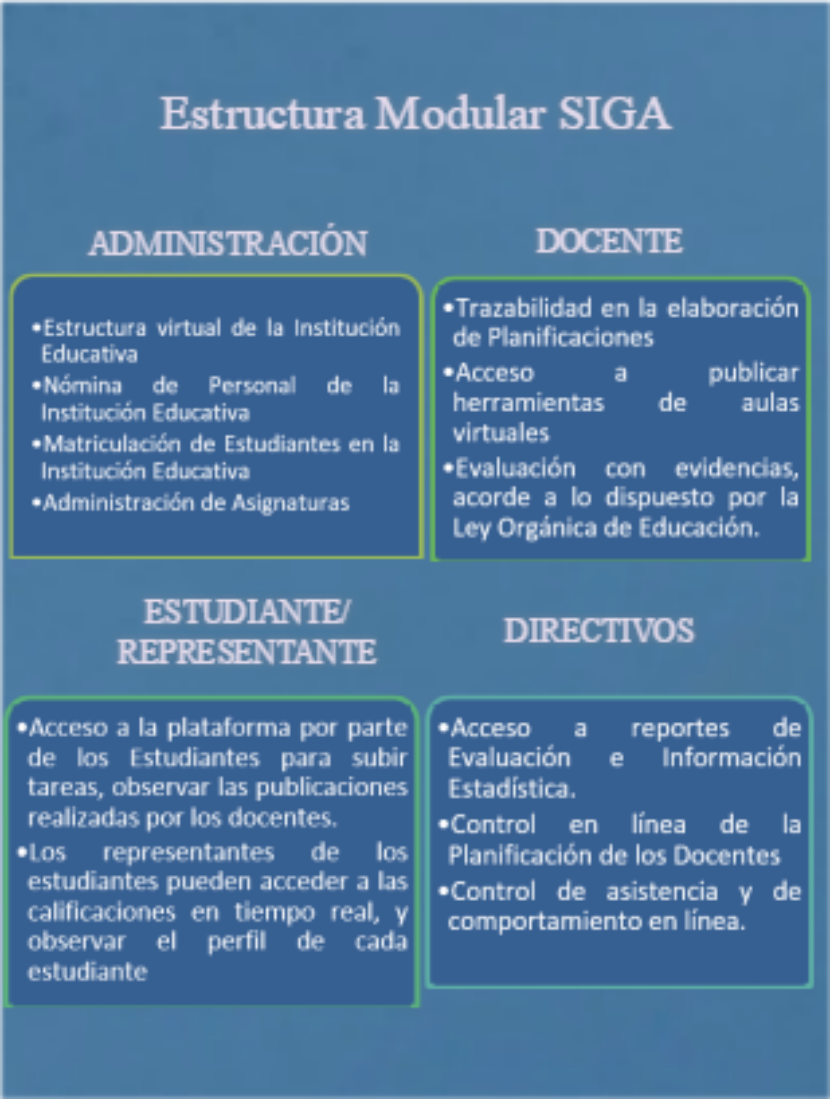 Estructura Modular SIGA
ADMINISTRACIÓN
•Estructura virtual de la Institución
Educativa
•Nómina de Personal de la
Institución Educativa
•Matriculación de Estudiantes en la
Institución Educativa
•Administración de Asignaturas
DOCENTE
•Trazabilidad en la elaboración
de Planificaciones
•Acceso a publicar
herramientas de aulas
virtuales
•Evaluación con evidencias,
acorde a lo dispuesto por la
Ley Orgánica de Educación.
ESTUDIANTE/
REPRESENTANTE
•Acceso a la plataforma por parte
de los Estudiantes para subir
tareas, observar las publicaciones
realizadas por los docentes.
•Los representantes de los
estudiantes pueden acceder a las
calificaciones en tiempo real, y
observar el perfil de cada
estudiante
DIRECTIVOS
•Acceso a reportes de
Evaluación e Información
Estadística.
•Control en línea de la
Planificación de los Docentes
•Control de asistencia y de
comportamiento en línea.